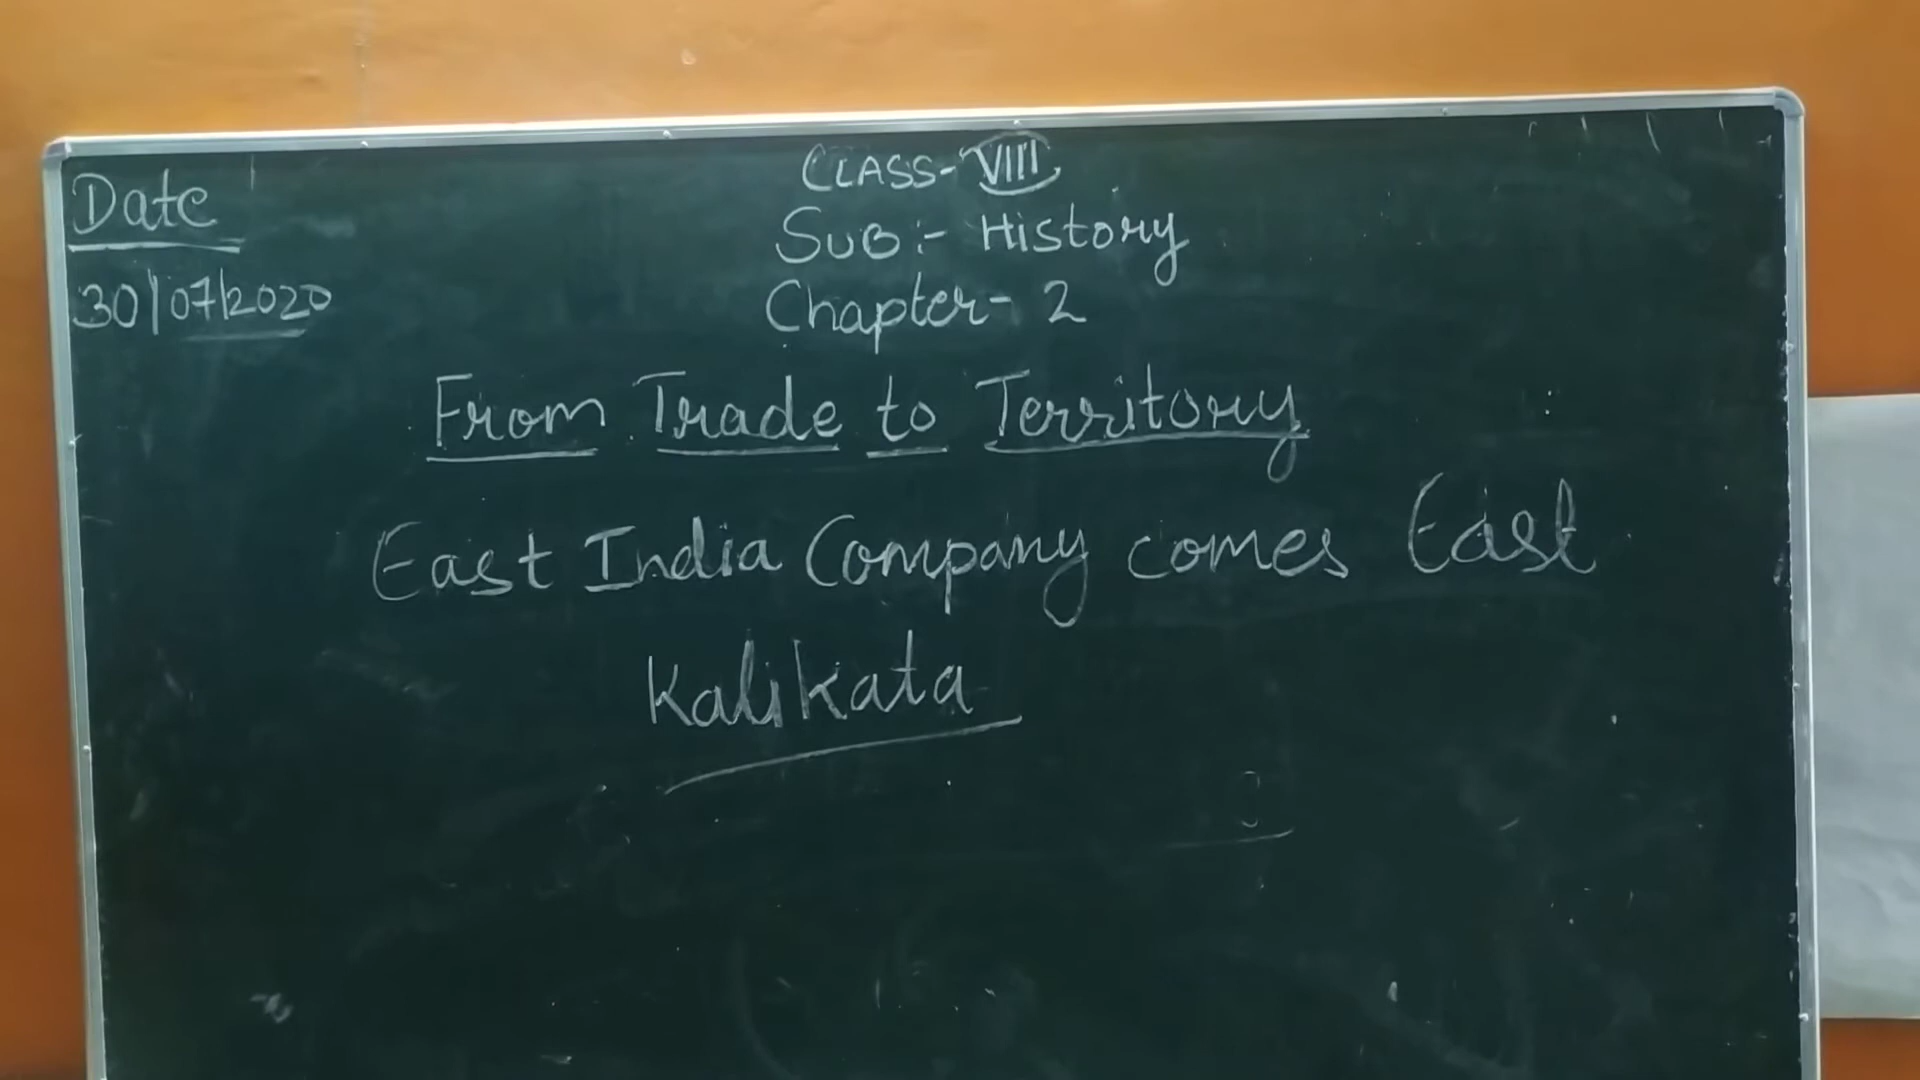 Date
30/07/2020
CLASS-VIII
SUB:- History
Chapter- 2
From Trade to Territory
East India Company comes East
Kalikata